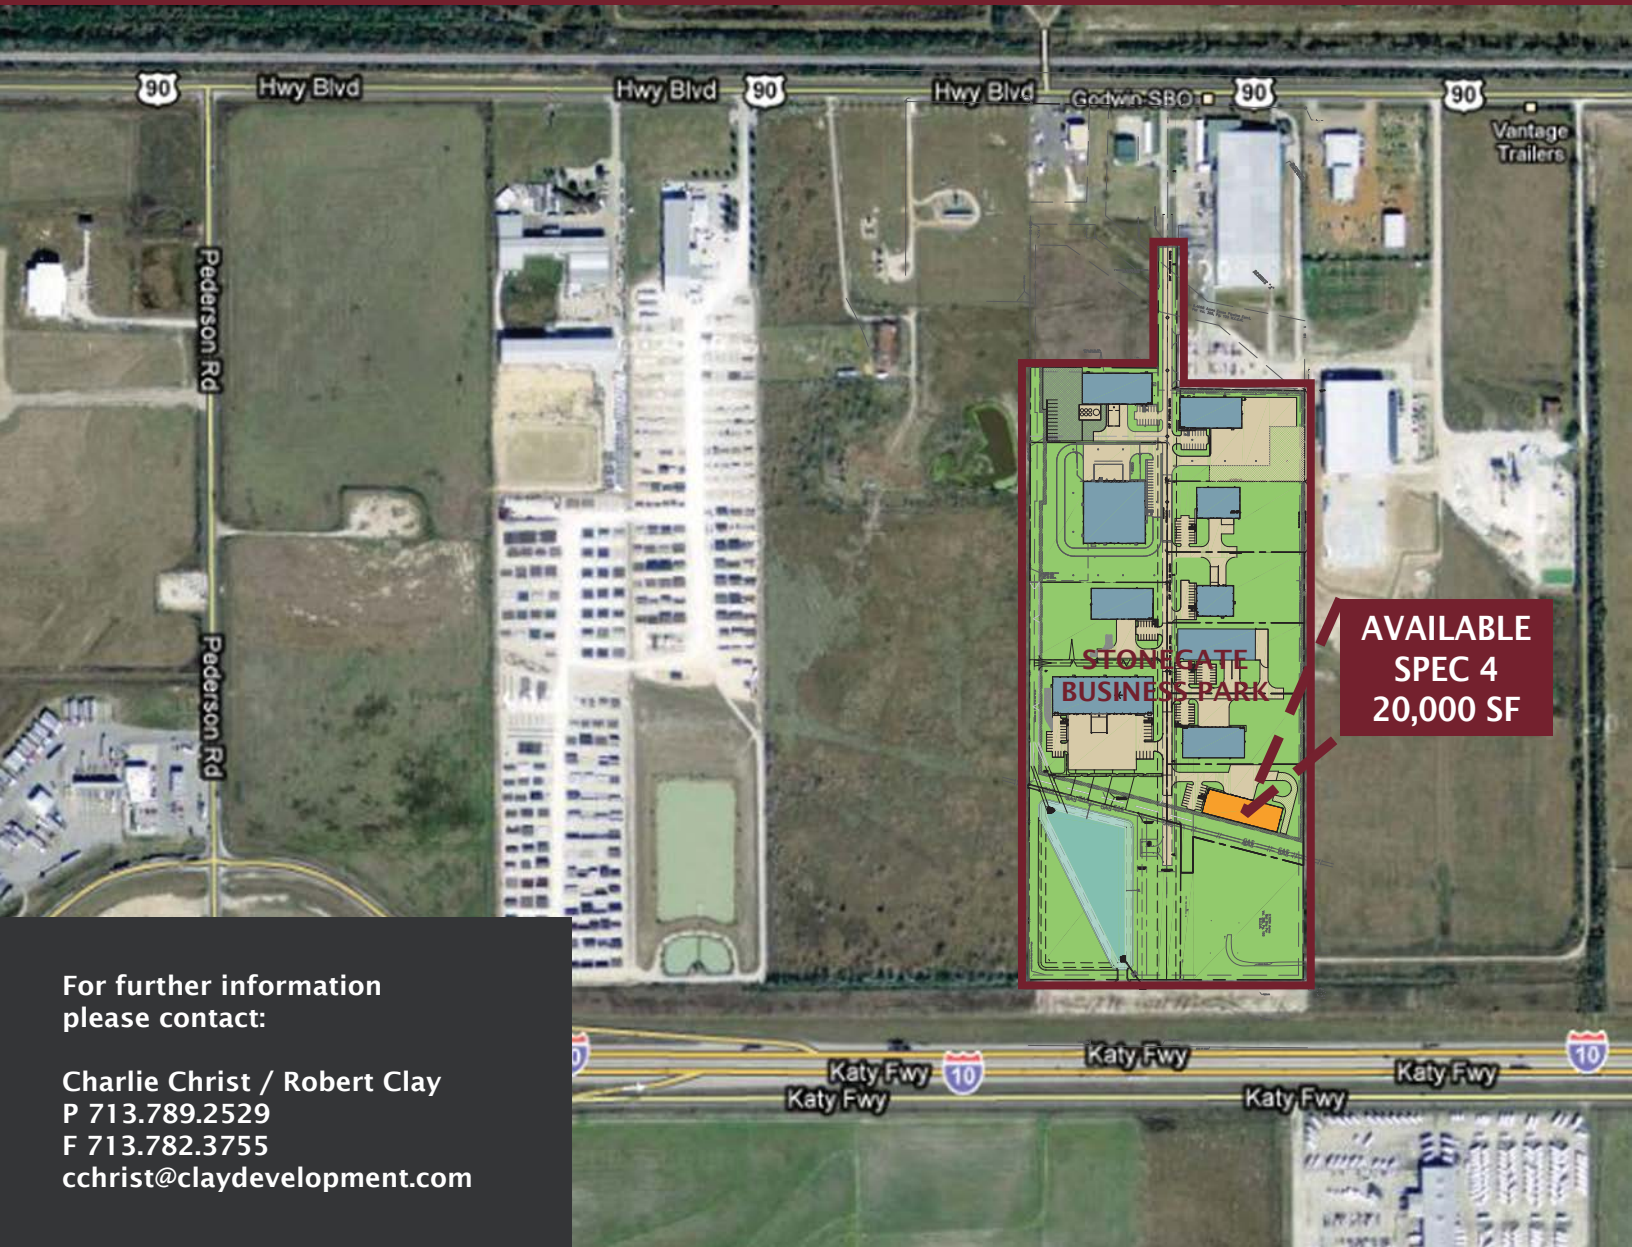 90
Hwy Blvd
Hwy Blvd
90
Hwy Blvd
Godwin-SBO
90
90
Vantage
Trailers
Pederson Rd
Pederson Rd
STONEGATE
BUSINESS PARK
AVAILABLE
SPEC 4
20,000 SF
GAS
GAS
For further information
please contact:
Charlie Christ / Robert Clay
P 713.789.2529
F 713.782.3755
cchrist@claydevelopment.com
Katy Fwy
10
Katy Fwy
Katy Fwy
10
Katy Fwy
Katy Fwy